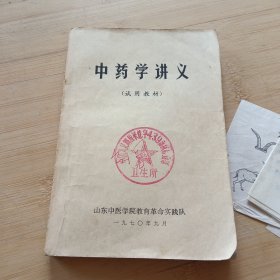 中药学讲义
（试用教材）
卫生所
山东中医学院教育革命实践队
一九七〇年九月